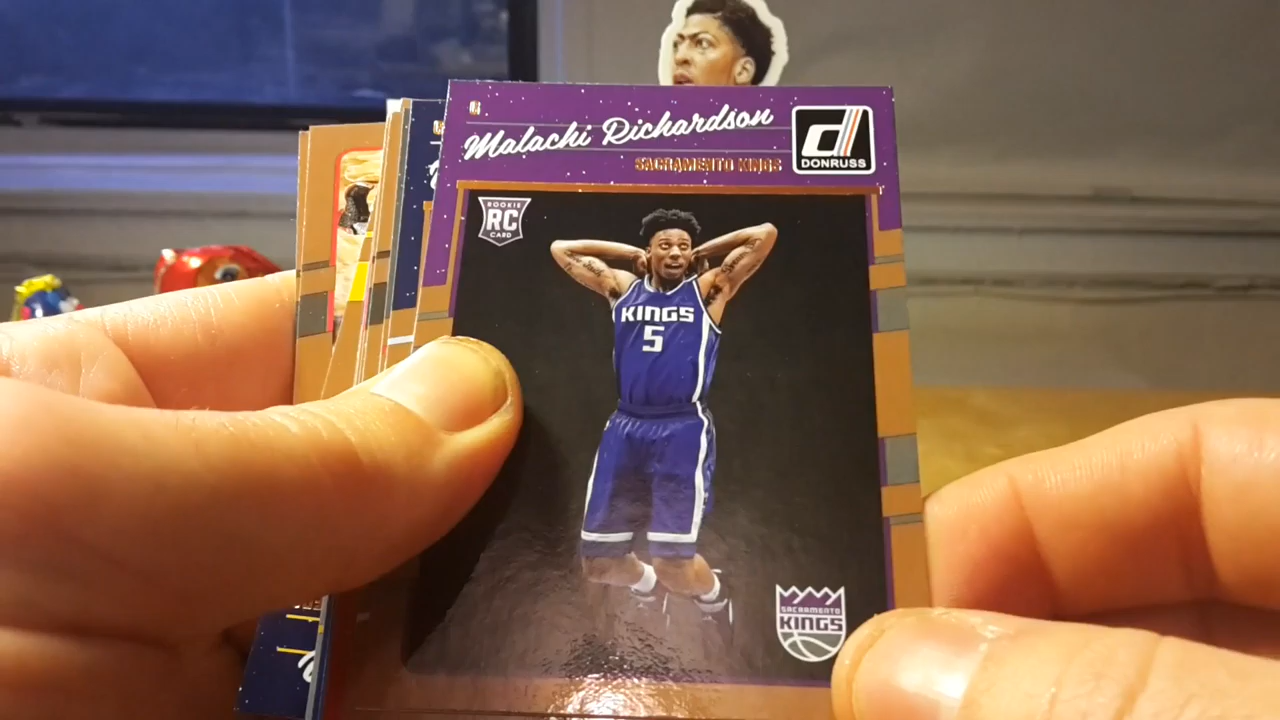 G
Malachi Richardson
SACRAMENTO KINGS
DONRUSS
ROOKIE
RC
CARD
KINGS
5
SACRAMENTO
KINGS